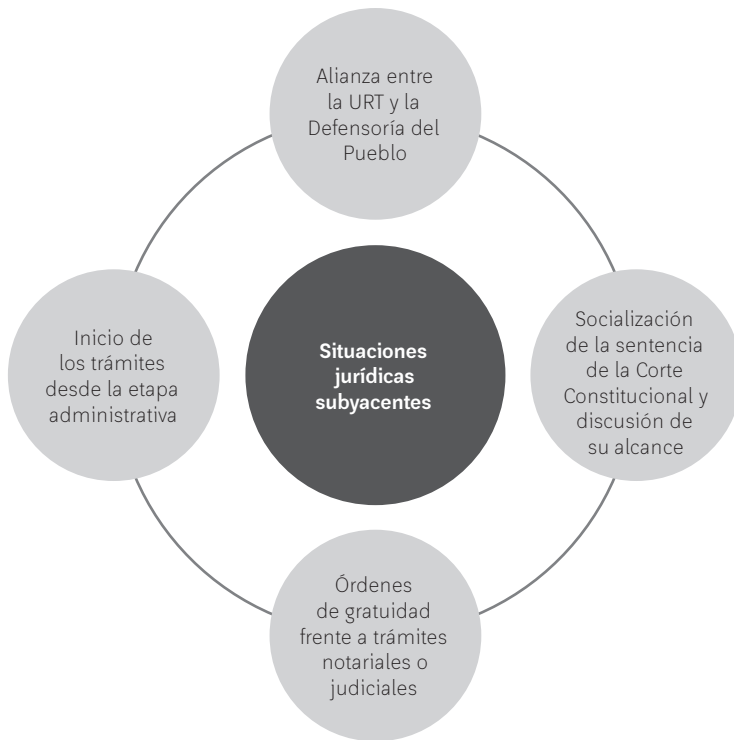 Alianza entre
la URT y la
Defensoría del
Pueblo
Inicio de
los trámites
desde la etapa
administrativa
Situaciones
jurídicas
subyacentes
Socialización
de la sentencia
de la Corte
Constitucional y
discusión de
su alcance
Órdenes
de gratuidad
frente a trámites
notariales o
judiciales